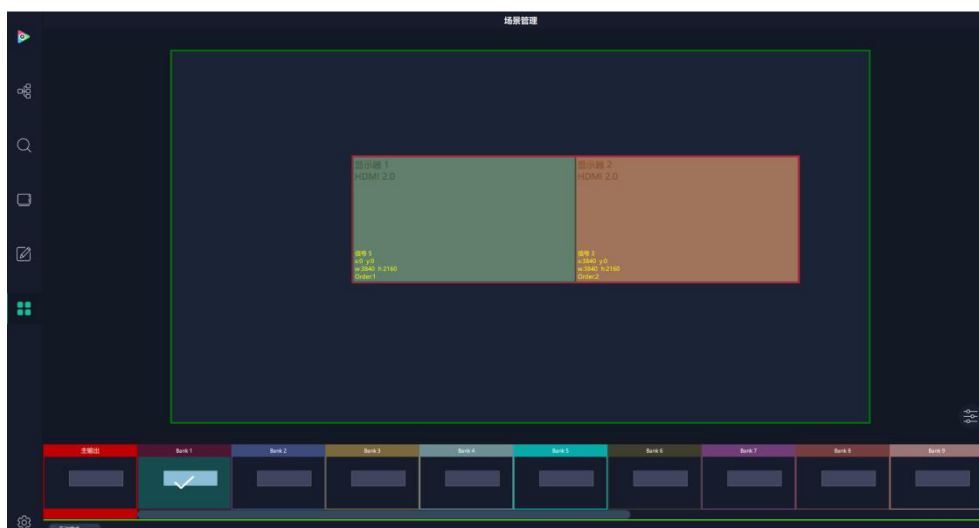 场景管理
显示器 1
HDMI 2.0
信号 5
x:0 y:0
w:3840 h:2160
Order:1
显示器 2
HDMI 2.0
信号 3
x:3840 y:0
w:3840 h:2160
Order:2
主输出
Bank 1
Bank 2
Bank 3
Bank 4
Bank 5
Bank 6
Bank 7
Bank 8
Bank 9